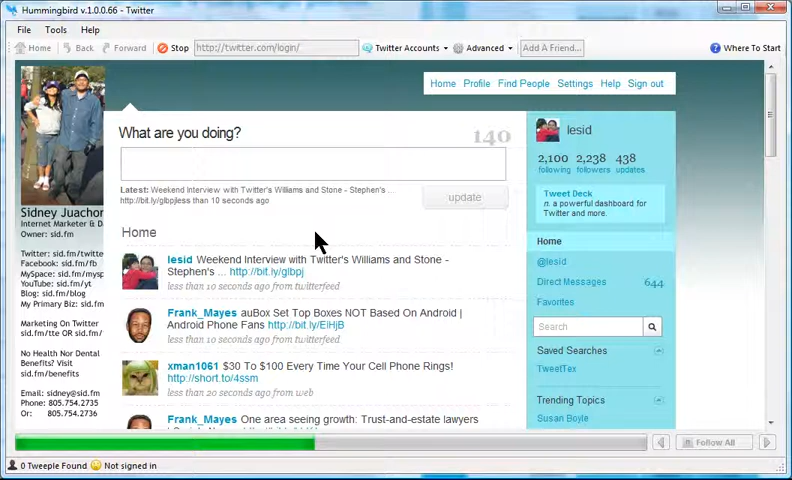 Hummingbird v.1.0.0.66 - Twitter
File Tools Help
Home Back Forward Stop http://twitter.com/login/ Twitter Accounts Advanced Add A Friend... Where To Start
Home Profile Find People Settings Help Sign out
What are you doing? 140
Latest: Weekend Interview with Twitter's Williams and Stone - Stephen's ...
http://bit.ly/glbpjless than 10 seconds ago
update
Home
lesid Weekend Interview with Twitter's Williams and Stone -
Stephen's ... http://bit.ly/glbpj
less than 10 seconds ago from twitterfeed
Frank_Mayes auBox Set Top Boxes NOT Based On Android |
Android Phone Fans http://bit.ly/ElHjB
less than 10 seconds ago from twitterfeed
xman1061 $30 To $100 Every Time Your Cell Phone Rings!
http://short.to/4ssm
less than 20 seconds ago from web
Frank_Mayes One area seeing growth: Trust-and-estate lawyers
Sidney Juachor
Internet Marketer & D
Owner: sid.fm
Twitter: sid.fm/twitte
Facebook: sid.fm/fb
MySpace: sid.fm/mysp
YouTube: sid.fm/yt
Blog: sid.fm/blog
My Primary Biz: sid.fm
Marketing On Twitter
sid.fm/tte OR sid.fm/
No Health Nor Dental
Benefits? Visit
sid.fm/benefits
Email: sidney@sid.fm
Phone: 805.754.2735
Or: 805.754.2736
lesid
2,100 2,238 438
following followers updates
Tweet Deck
n. a powerful dashboard for
Twitter and more.
Home
@lesid
Direct Messages 644
Favorites
Search
Saved Searches
TweetTex
Trending Topics
Susan Boyle
Follow All
0 Tweeple Found Not signed in